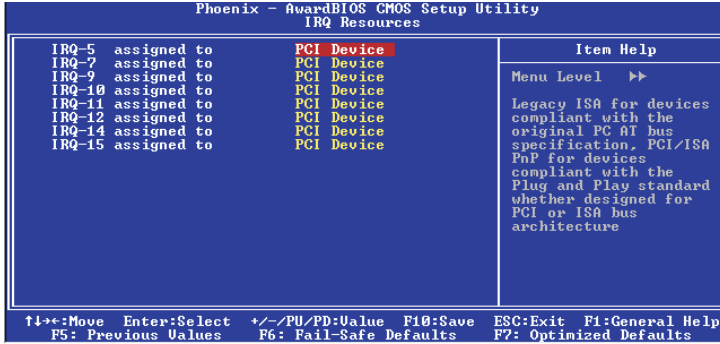 Phoenix - AwardBIOS CMOS Setup Utility
IRQ Resources
IRQ-5 assigned to PCI Device
IRQ-7 assigned to PCI Device
IRQ-9 assigned to PCI Device
IRQ-10 assigned to PCI Device
IRQ-11 assigned to PCI Device
IRQ-12 assigned to PCI Device
IRQ-14 assigned to PCI Device
IRQ-15 assigned to PCI Device
Item Help
Menu Level ▸▸
Legacy ISA for devices
compliant with the
original PC AT bus
specification, PCI/ISA
PnP for devices
compliant with the
Plug and Play standard
whether designed for
PCI or ISA bus
architecture
↑↓→←:Move Enter:Select +/-/PU/PD:Value F10:Save ESC:Exit F1:General Help
F5: Previous Values F6: Fail-Safe Defaults F7: Optimized Defaults